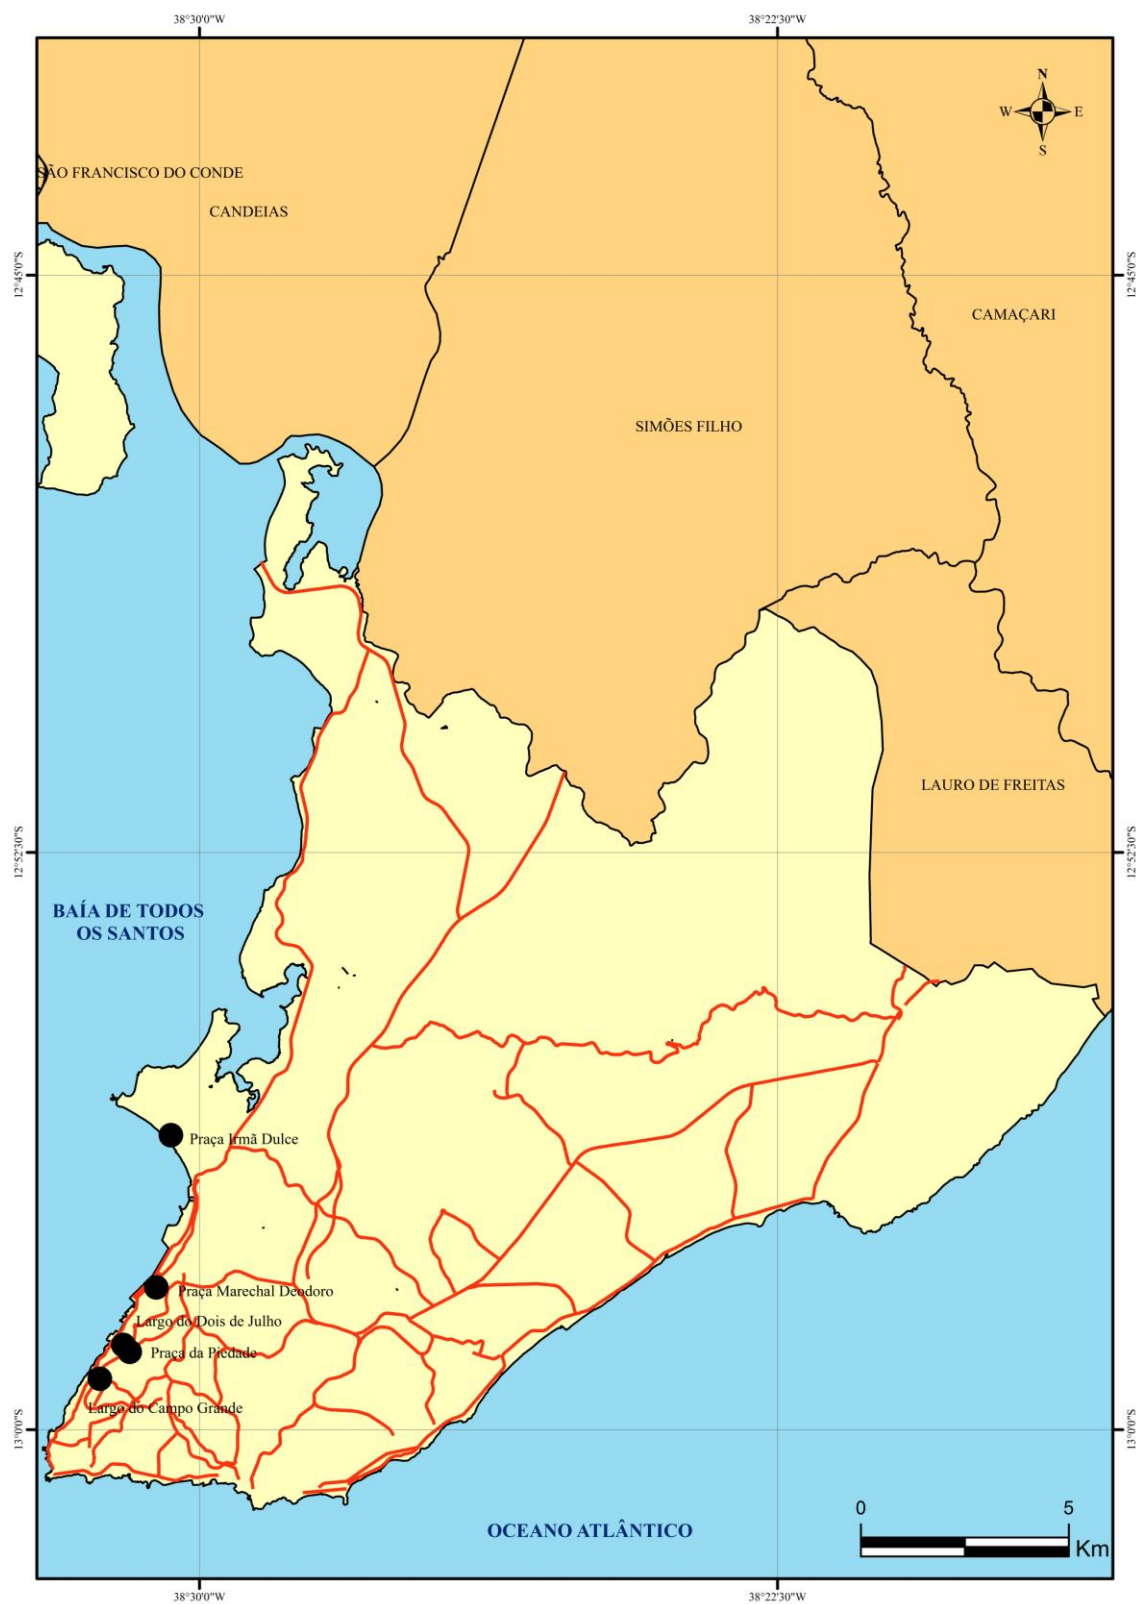 38°30'0"W
38°22'30"W
N
W
E
S
SÃO FRANCISCO DO CONDE
CANDEIAS
12°45'0"S
12°45'0"S
CAMAÇARI
SIMÕES FILHO
LAURO DE FREITAS
12°52'30"S
12°52'30"S
BAÍA DE TODOS
OS SANTOS
Praça Irmã Dulce
Praça Marechal Deodoro
Largo do Dois de Julho
Praça da Piedade
Largo do Campo Grande
13°0'0"S
13°0'0"S
OCEANO ATLÂNTICO
0
5
Km
38°30'0"W
38°22'30"W